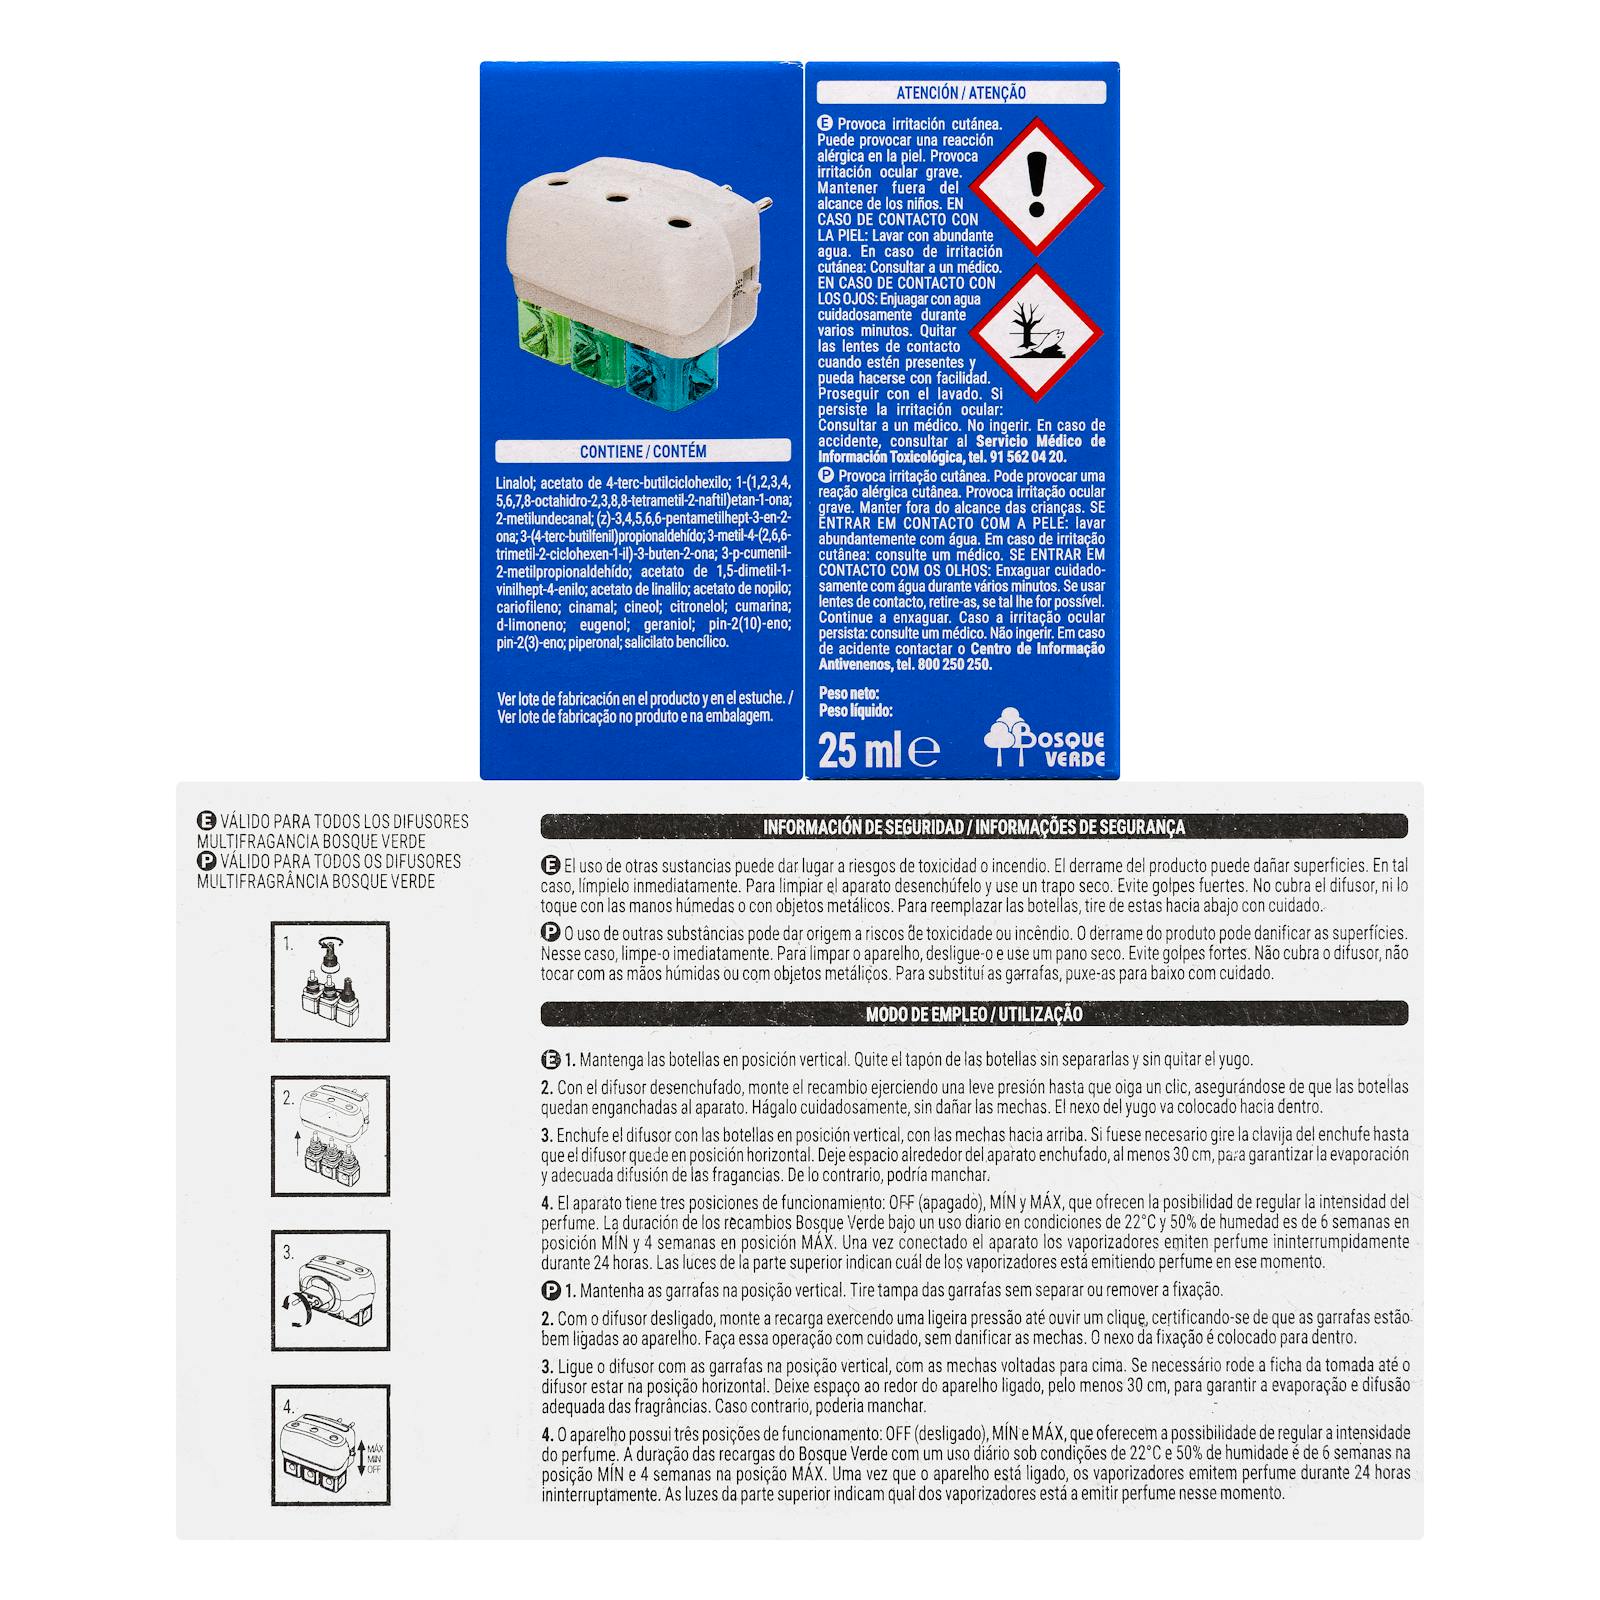 CONTIENE / CONTÉM
Linalol; acetato de 4-terc-butilciclohexilo; 1-(1,2,3,4,
5,6,7,8-octahidro-2,3,8,8-tetrametil-2-naftil)etan-1-ona;
2-metilundecanal; (z)-3,4,5,6,6-pentametilhept-3-en-2-
ona; 3-(4-terc-butilfenil)propionaldehído; 3-metil-4-(2,6,6-
trimetil-2-ciclohexen-1-il)-3-buten-2-ona; 3-p-cumenil-
2-metilpropionaldehído; acetato de 1,5-dimetil-1-
vinilhept-4-enilo; acetato de linalilo; acetato de nopilo;
cariofileno; cinamal; cineol; citronelol; cumarina;
d-limoneno; eugenol; geraniol; pin-2(10)-eno;
pin-2(3)-eno; piperonal; salicilato bencílico.
Ver lote de fabricación en el producto y en el estuche. /
Ver lote de fabricação no produto e na embalagem.
ATENCIÓN / ATENÇÃO
E Provoca irritación cutánea.
Puede provocar una reacción
alérgica en la piel. Provoca
irritación ocular grave.
Mantener fuera del
alcance de los niños. EN
CASO DE CONTACTO CON
LA PIEL: Lavar con abundante
agua. En caso de irritación
cutánea: Consultar a un médico.
EN CASO DE CONTACTO CON
LOS OJOS: Enjuagar con agua
cuidadosamente durante
varios minutos. Quitar
las lentes de contacto
cuando estén presentes y
pueda hacerse con facilidad.
Proseguir con el lavado. Si
persiste la irritación ocular:
Consultar a un médico. No ingerir. En caso de
accidente, consultar al Servicio Médico de
Información Toxicológica, tel. 91 562 04 20.
P Provoca irritação cutânea. Pode provocar uma
reação alérgica cutânea. Provoca irritação ocular
grave. Manter fora do alcance das crianças. SE
ENTRAR EM CONTACTO COM A PELE: lavar
abundantemente com água. Em caso de irritação
cutânea: consulte um médico. SE ENTRAR EM
CONTACTO COM OS OLHOS: Enxaguar cuidado-
samente com água durante vários minutos. Se usar
lentes de contacto, retire-as, se tal lhe for possível.
Continue a enxaguar. Caso a irritação ocular
persista: consulte um médico. Não ingerir. Em caso
de acidente contactar o Centro de Informação
Antivenenos, tel. 800 250 250.
Peso neto:
Peso líquido:
25 ml e
BOSQUE
VERDE
E VÁLIDO PARA TODOS LOS DIFUSORES
MULTIFRAGANCIA BOSQUE VERDE
P VÁLIDO PARA TODOS OS DIFUSORES
MULTIFRAGRÂNCIA BOSQUE VERDE
1.
2.
3.
4.
MÁX
MIN
OFF
INFORMACIÓN DE SEGURIDAD / INFORMAÇÕES DE SEGURANÇA
E El uso de otras sustancias puede dar lugar a riesgos de toxicidad o incendio. El derrame del producto puede dañar superficies. En tal
caso, límpielo inmediatamente. Para limpiar el aparato desenchúfelo y use un trapo seco. Evite golpes fuertes. No cubra el difusor, ni lo
toque con las manos húmedas o con objetos metálicos. Para reemplazar las botellas, tire de estas hacia abajo con cuidado.
P O uso de outras substâncias pode dar origem a riscos de toxicidade ou incêndio. O derrame do produto pode danificar as superfícies.
Nesse caso, limpe-o imediatamente. Para limpar o aparelho, desligue-o e use um pano seco. Evite golpes fortes. Não cubra o difusor, não
tocar com as mãos húmidas ou com objetos metálicos. Para substituí as garrafas, puxe-as para baixo com cuidado.
MODO DE EMPLEO / UTILIZAÇÃO
E 1. Mantenga las botellas en posición vertical. Quite el tapón de las botellas sin separarlas y sin quitar el yugo.
2. Con el difusor desenchufado, monte el recambio ejerciendo una leve presión hasta que oiga un clic, asegurándose de que las botellas
quedan enganchadas al aparato. Hágalo cuidadosamente, sin dañar las mechas. El nexo del yugo va colocado hacia dentro.
3. Enchufe el difusor con las botellas en posición vertical, con las mechas hacia arriba. Si fuese necesario gire la clavija del enchufe hasta
que el difusor quede en posición horizontal. Deje espacio alrededor del aparato enchufado, al menos 30 cm, para garantizar la evaporación
y adecuada difusión de las fragancias. De lo contrario, podría manchar.
4. El aparato tiene tres posiciones de funcionamiento: OFF (apagado), MÍN y MÁX, que ofrecen la posibilidad de regular la intensidad del
perfume. La duración de los recambios Bosque Verde bajo un uso diario en condiciones de 22°C y 50% de humedad es de 6 semanas en
posición MÍN y 4 semanas en posición MÁX. Una vez conectado el aparato los vaporizadores emiten perfume ininterrumpidamente
durante 24 horas. Las luces de la parte superior indican cuál de los vaporizadores está emitiendo perfume en ese momento.
P 1. Mantenha as garrafas na posição vertical. Tire tampa das garrafas sem separar ou remover a fixação.
2. Com o difusor desligado, monte a recarga exercendo uma ligeira pressão até ouvir um clique, certificando-se de que as garrafas estão
bem ligadas ao aparelho. Faça essa operação com cuidado, sem danificar as mechas. O nexo da fixação é colocado para dentro.
3. Ligue o difusor com as garrafas na posição vertical, com as mechas voltadas para cima. Se necessário rode a ficha da tomada até o
difusor estar na posição horizontal. Deixe espaço ao redor do aparelho ligado, pelo menos 30 cm, para garantir a evaporação e difusão
adequada das fragrâncias. Caso contrario, poderia manchar.
4. O aparelho possui três posições de funcionamento: OFF (desligado), MÍN e MÁX, que oferecem a possibilidade de regular a intensidade
do perfume. A duração das recargas do Bosque Verde com um uso diário sob condições de 22°C e 50% de humidade é de 6 semanas na
posição MÍN e 4 semanas na posição MÁX. Uma vez que o aparelho está ligado, os vaporizadores emitem perfume durante 24 horas
ininterruptamente. As luzes da parte superior indicam qual dos vaporizadores está a emitir perfume nesse momento.